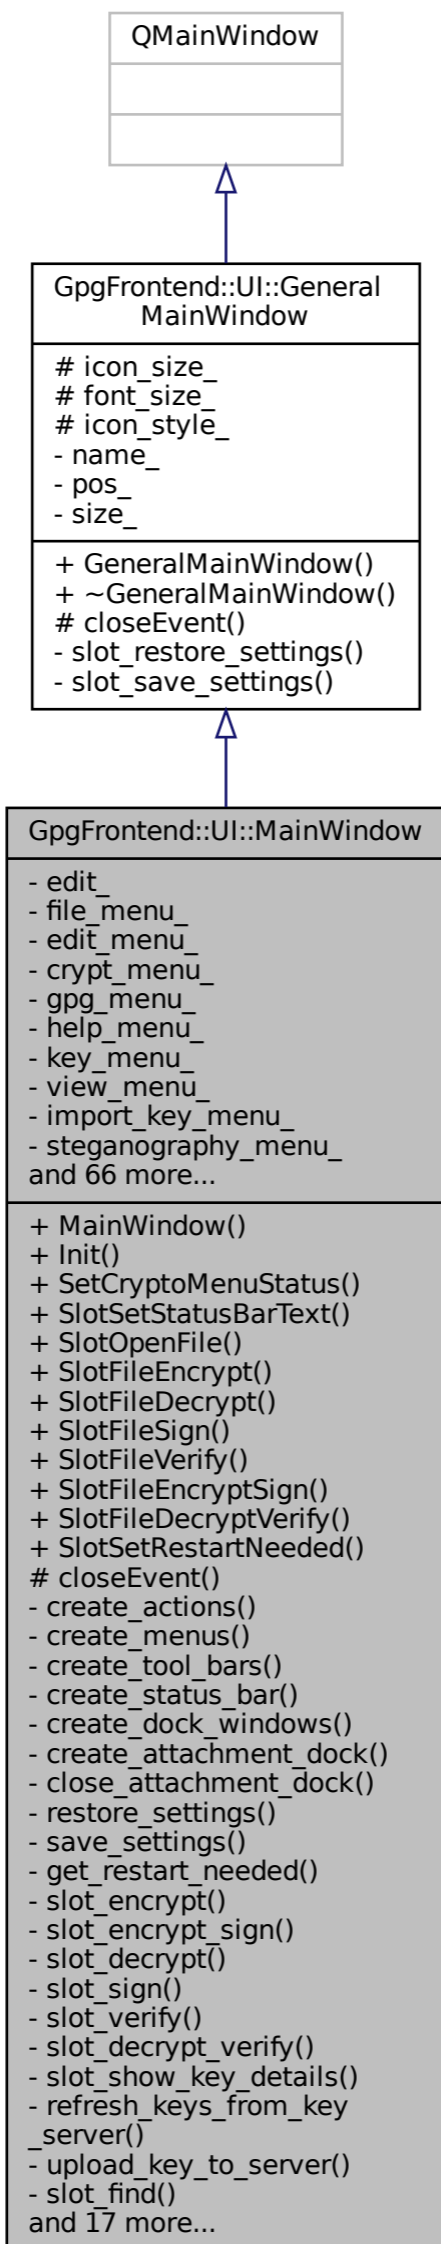 QMainWindow
GpgFrontend::UI::General
MainWindow
# icon_size_
# font_size_
# icon_style_
- name_
- pos_
- size_
+ GeneralMainWindow()
+ ~GeneralMainWindow()
# closeEvent()
- slot_restore_settings()
- slot_save_settings()
GpgFrontend::UI::MainWindow
- edit_
- file_menu_
- edit_menu_
- crypt_menu_
- gpg_menu_
- help_menu_
- key_menu_
- view_menu_
- import_key_menu_
- steganography_menu_
and 66 more...
+ MainWindow()
+ Init()
+ SetCryptoMenuStatus()
+ SlotSetStatusBarText()
+ SlotOpenFile()
+ SlotFileEncrypt()
+ SlotFileDecrypt()
+ SlotFileSign()
+ SlotFileVerify()
+ SlotFileEncryptSign()
+ SlotFileDecryptVerify()
+ SlotSetRestartNeeded()
# closeEvent()
- create_actions()
- create_menus()
- create_tool_bars()
- create_status_bar()
- create_dock_windows()
- create_attachment_dock()
- close_attachment_dock()
- restore_settings()
- save_settings()
- get_restart_needed()
- slot_encrypt()
- slot_encrypt_sign()
- slot_decrypt()
- slot_sign()
- slot_verify()
- slot_decrypt_verify()
- slot_show_key_details()
- refresh_keys_from_key
_server()
- upload_key_to_server()
- slot_find()
and 17 more...